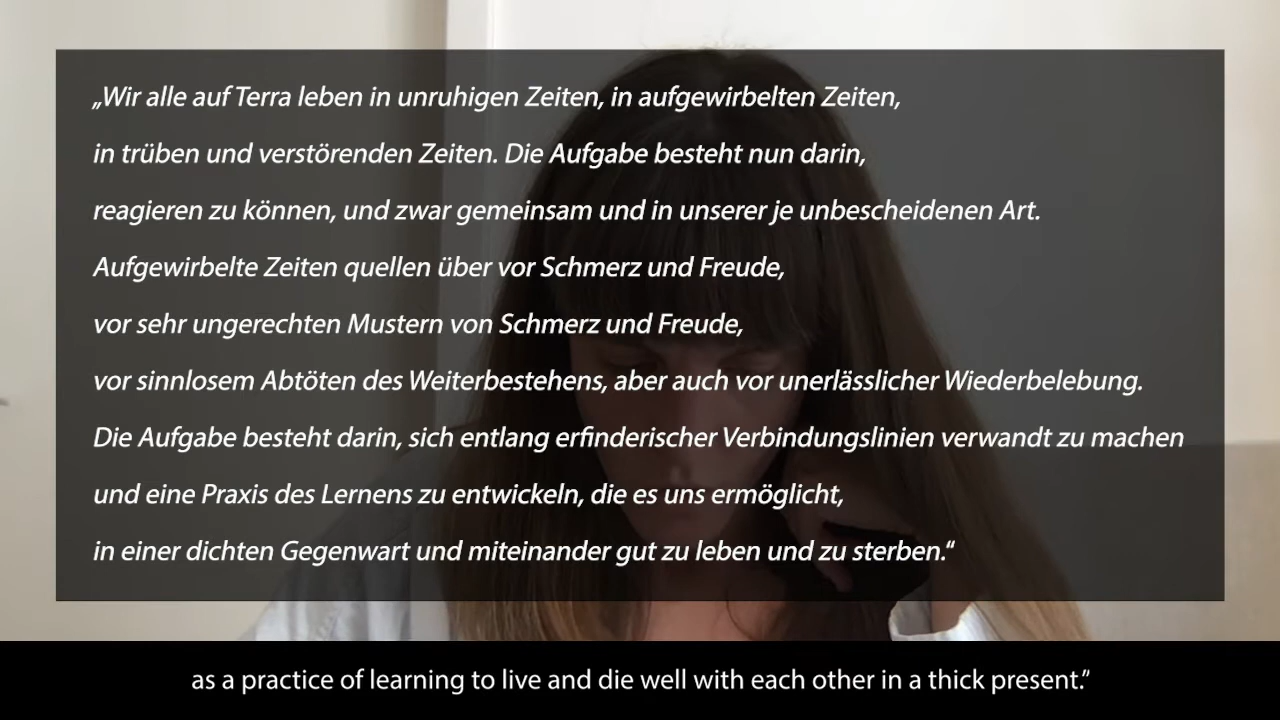 „Wir alle auf Terra leben in unruhigen Zeiten, in aufgewirbelten Zeiten,
in trüben und verstörenden Zeiten. Die Aufgabe besteht nun darin,
reagieren zu können, und zwar gemeinsam und in unserer je unbescheidenen Art.
Aufgewirbelte Zeiten quellen über vor Schmerz und Freude,
vor sehr ungerechten Mustern von Schmerz und Freude,
vor sinnlosem Abtöten des Weiterbestehens, aber auch vor unerlässlicher Wiederbelebung.
Die Aufgabe besteht darin, sich entlang erfinderischer Verbindungslinien verwandt zu machen
und eine Praxis des Lernens zu entwickeln, die es uns ermöglicht,
in einer dichten Gegenwart und miteinander gut zu leben und zu sterben.“
as a practice of learning to live and die well with each other in a thick present.”